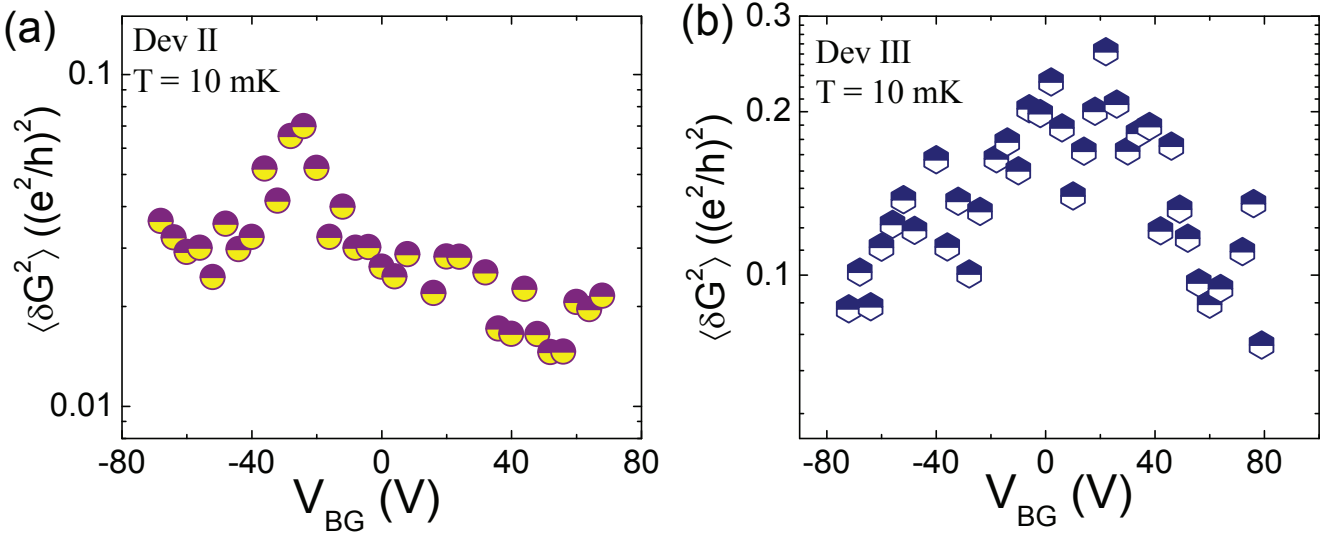 (a)
Dev II
T = 10 mK
0.1
0.01
⟨δG²⟩ ((e²/h)²)
-80 -40 0 40 80
V_BG (V)
(b)
Dev III
T = 10 mK
0.3
0.2
0.1
⟨δG²⟩ ((e²/h)²)
-80 -40 0 40 80
V_BG (V)